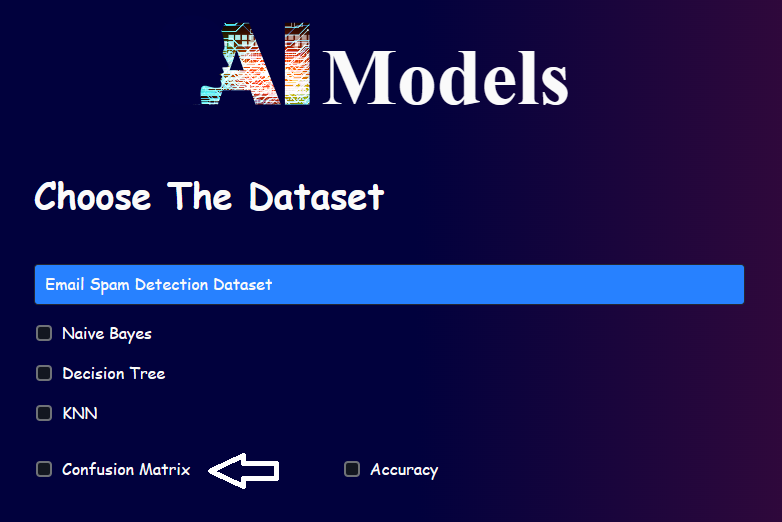 AI Models
Choose The Dataset
Email Spam Detection Dataset
Naive Bayes
Decision Tree
KNN
Confusion Matrix
Accuracy